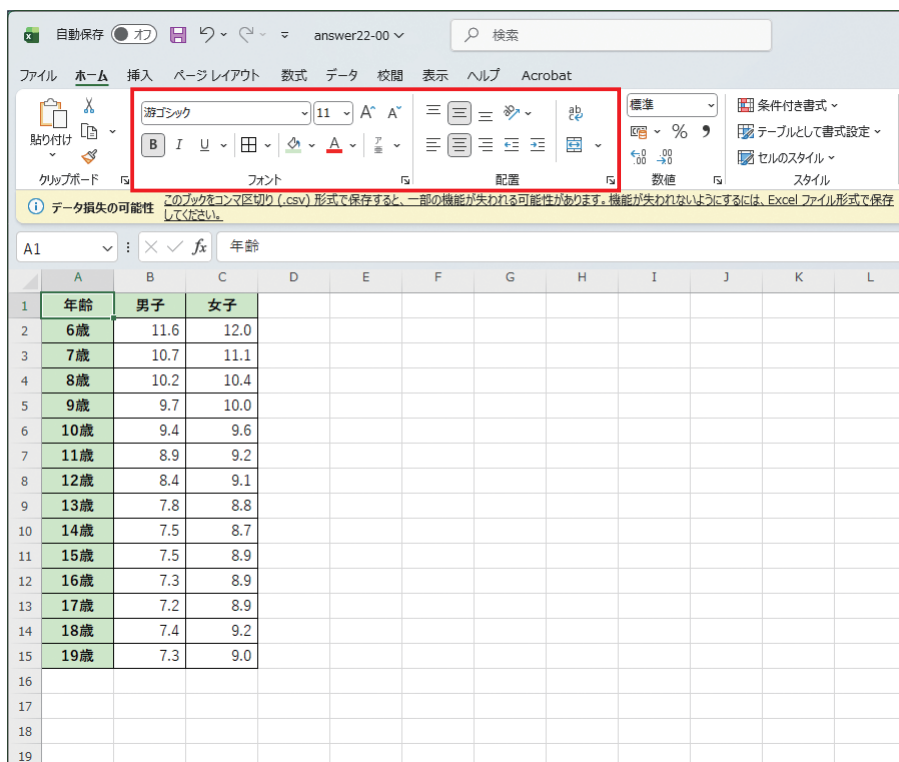 自動保存 オフ answer22-00 検索
ファイル ホーム 挿入 ページ レイアウト 数式 データ 校閲 表示 ヘルプ Acrobat
貼り付け
クリップボード
游ゴシック 11 A A
B I U A ア 亜
フォント
ab
配置
標準
% 9
.00 .00
数値
条件付き書式
テーブルとして書式設定
セルのスタイル
スタイル
データ損失の可能性 このブックをコンマ区切り (.csv) 形式で保存すると、一部の機能が失われる可能性があります。機能が失われないようにするには、Excel ファイル形式で保存
してください。
A1 fx 年齢
A B C D E F G H I J K L
1 年齢 男子 女子
2 6歳 11.6 12.0
3 7歳 10.7 11.1
4 8歳 10.2 10.4
5 9歳 9.7 10.0
6 10歳 9.4 9.6
7 11歳 8.9 9.2
8 12歳 8.4 9.1
9 13歳 7.8 8.8
10 14歳 7.5 8.7
11 15歳 7.5 8.9
12 16歳 7.3 8.9
13 17歳 7.2 8.9
14 18歳 7.4 9.2
15 19歳 7.3 9.0
16
17
18
19